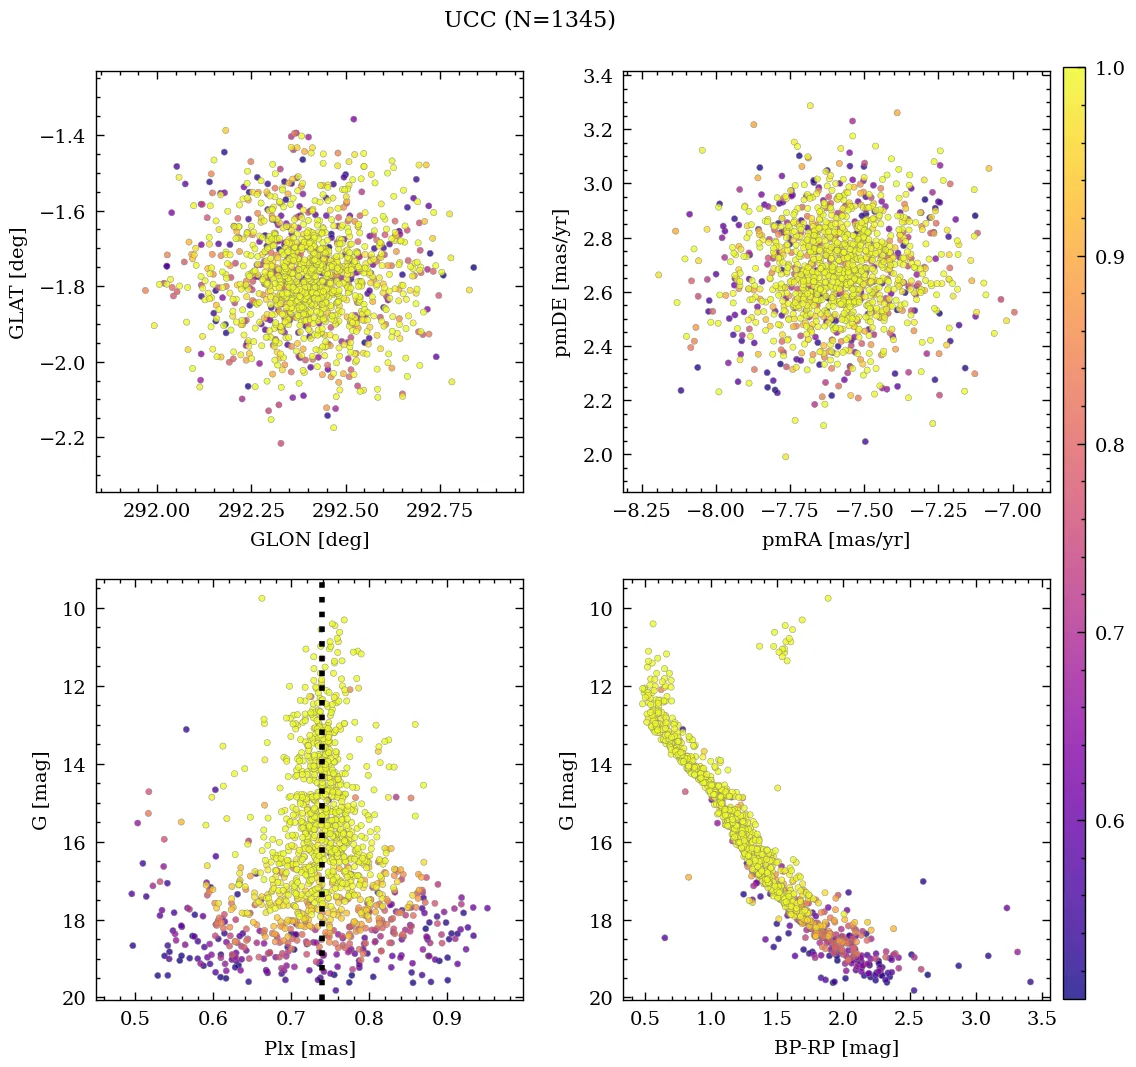 UCC (N=1345)
−1.4
−1.6
−1.8
−2.0
−2.2
GLAT [deg]
292.00 292.25 292.50 292.75
GLON [deg]
3.4
3.2
3.0
2.8
2.6
2.4
2.2
2.0
pmDE [mas/yr]
−8.25 −8.00 −7.75 −7.50 −7.25 −7.00
pmRA [mas/yr]
1.0
0.9
0.8
0.7
0.6
10
12
14
16
18
20
G [mag]
0.5 0.6 0.7 0.8 0.9
Plx [mas]
10
12
14
16
18
20
G [mag]
0.5 1.0 1.5 2.0 2.5 3.0 3.5
BP-RP [mag]